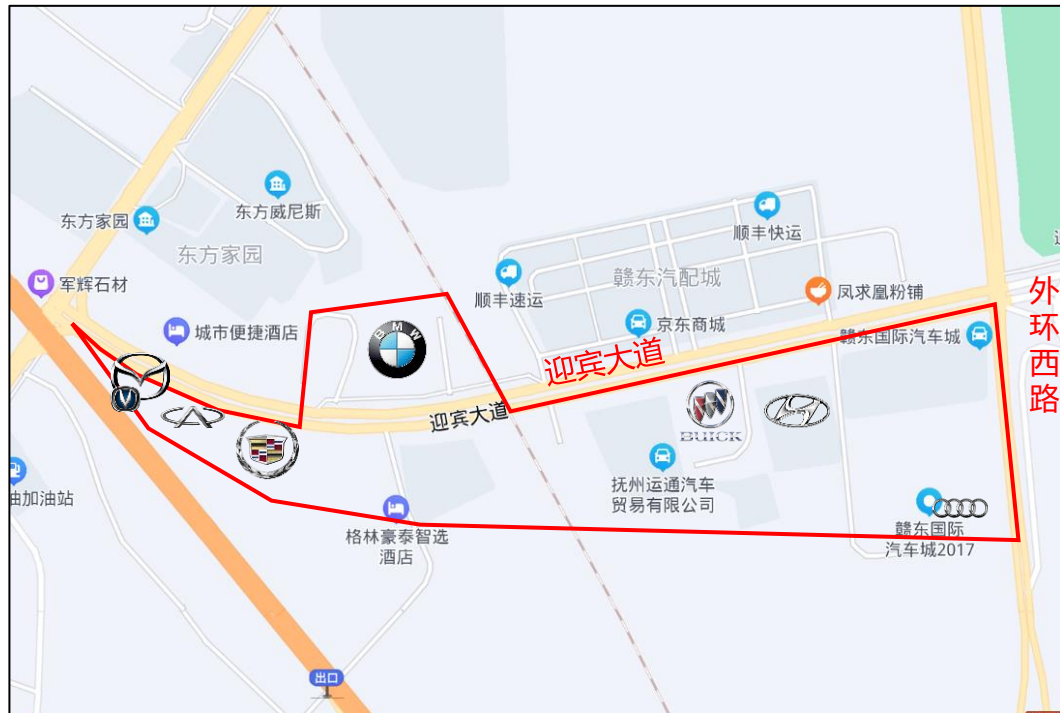 东方威尼斯
东方家园
东方家园
顺丰快运
赣东汽配城
军辉石材
顺丰速运
凤求凰粉铺
外
环
西
路
城市便捷酒店
BMW
京东商城
赣东国际汽车城
迎宾大道
迎宾大道
BUICK
抚州运通汽车
贸易有限公司
油加油站
格林豪泰智选
酒店
赣东国际
汽车城2017
出口